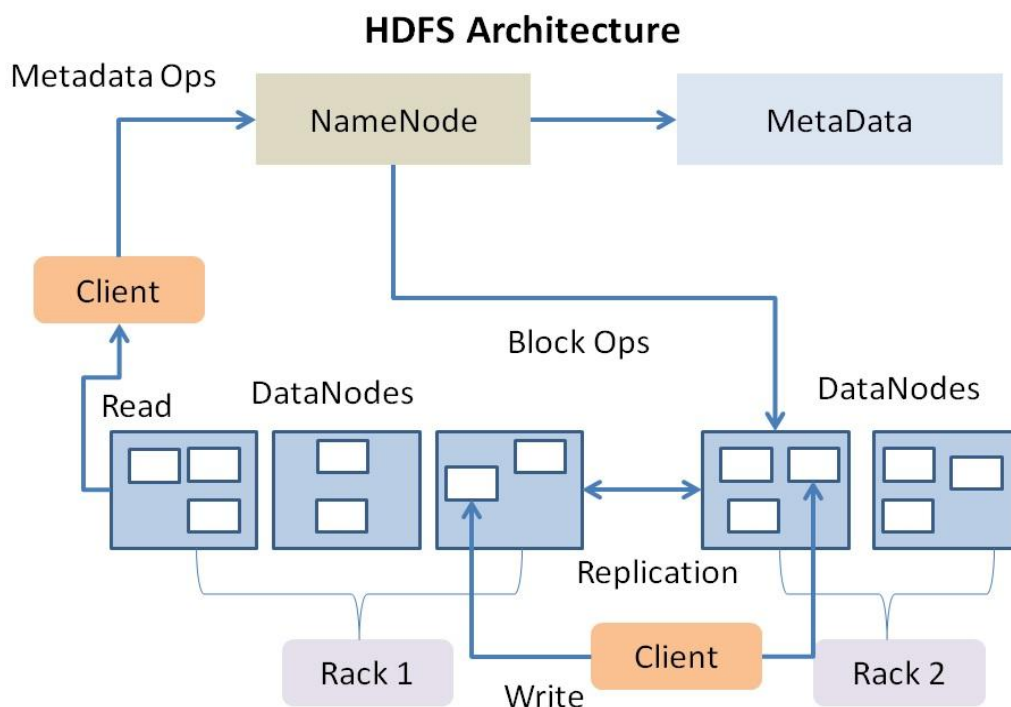 HDFS Architecture
Metadata Ops
NameNode
MetaData
Client
Block Ops
Read
DataNodes
DataNodes
Replication
Rack 1
Client
Rack 2
Write